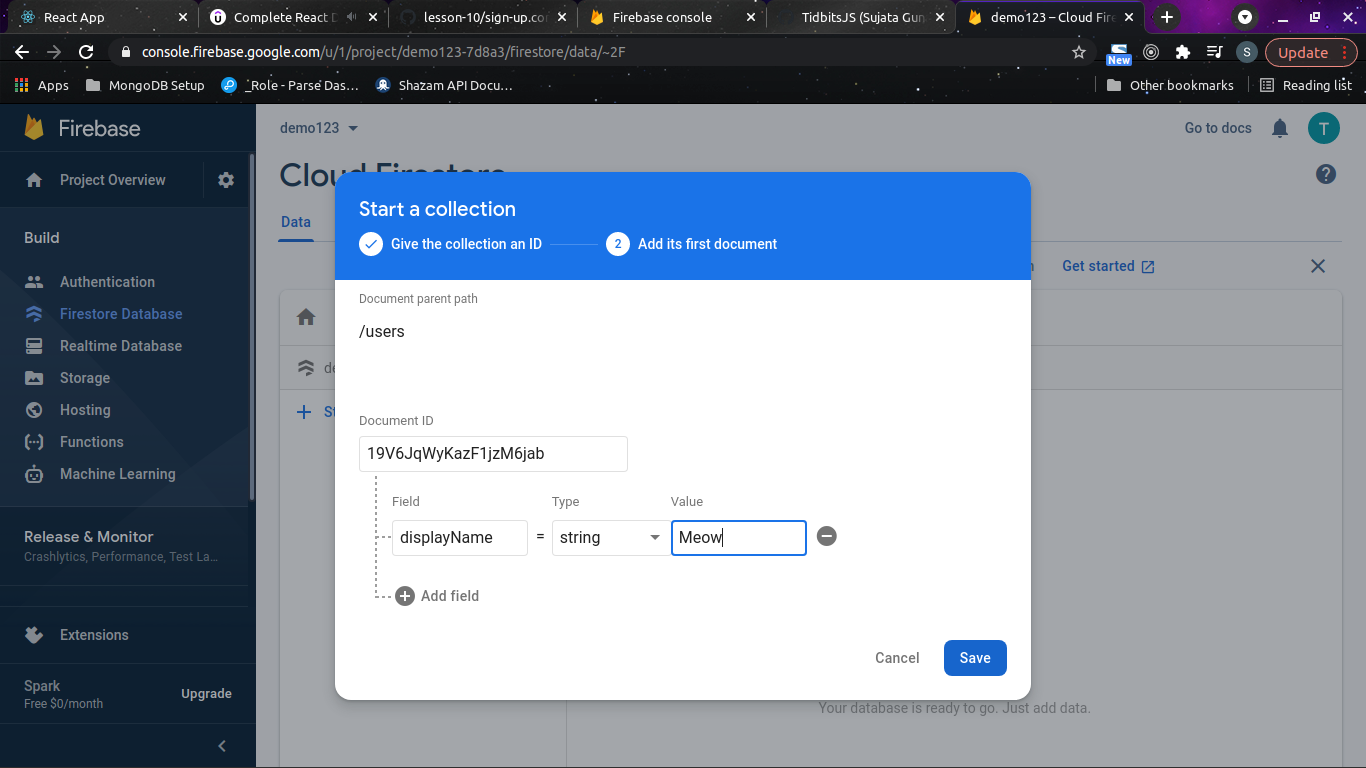 React App
Complete React D
lesson-10/sign-up.co
Firebase console
TidbitsJS (Sujata Gun
demo123 – Cloud Fire
console.firebase.google.com/u/1/project/demo123-7d8a3/firestore/data/~2F
New
S
Update
Apps
MongoDB Setup
_Role - Parse Das…
Shazam API Docu…
Other bookmarks
Reading list
Firebase
demo123
Go to docs
T
Project Overview
Cloud Firestore
Build
Data
Authentication
Firestore Database
Realtime Database
Storage
Hosting
Functions
Machine Learning
Release & Monitor
Crashlytics, Performance, Test La…
Extensions
Spark
Free $0/month
Upgrade
Get started
Start a collection
Give the collection an ID
2
Add its first document
Document parent path
/users
Document ID
19V6JqWyKazF1jzM6jab
Field
Type
Value
displayName
=
string
Meow
Add field
Cancel
Save
Your database is ready to go. Just add data.